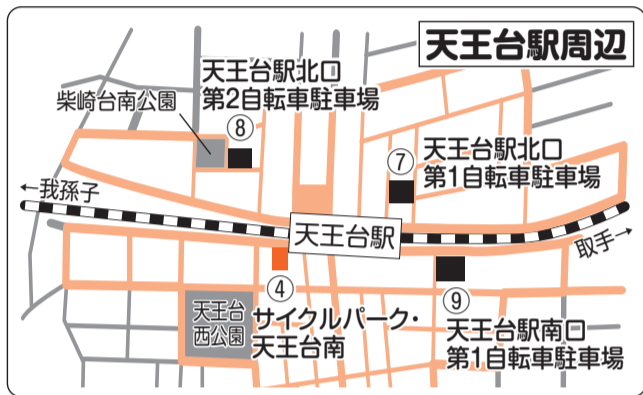 天王台駅周辺
天王台駅北口
第2自転車駐車場
⑧
柴崎台南公園
⑦
天王台駅北口
第1自転車駐車場
←我孫子
天王台駅
取手→
④
サイクルパーク・
天王台南
天王台
西公園
⑨
天王台駅南口
第1自転車駐車場